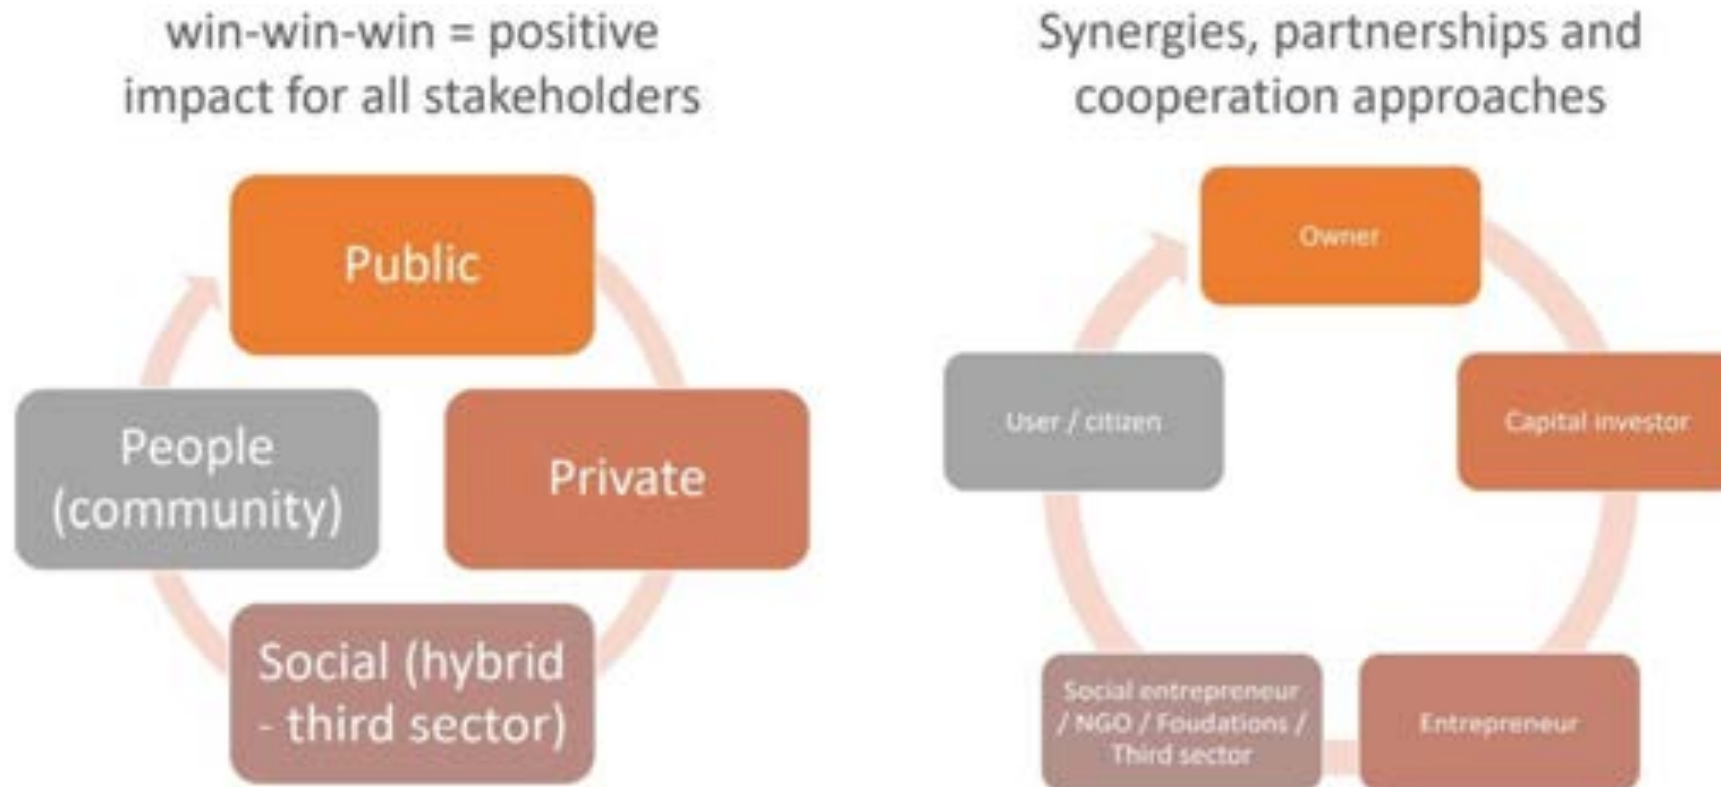 win-win-win = positive
impact for all stakeholders
Public
People
(community)
Private
Social (hybrid
- third sector)
Synergies, partnerships and
cooperation approaches
Owner
User / citizen
Capital investor
Social entrepreneur
/ NGO / Foudations /
Third sector
Entrepreneur